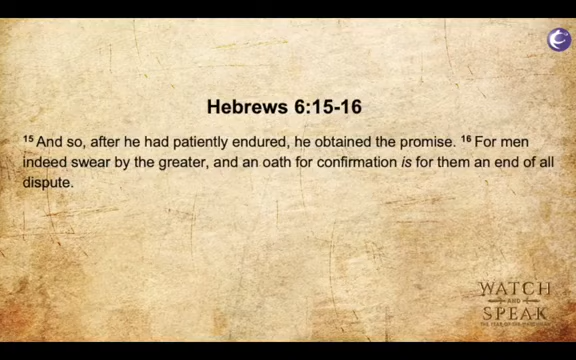 Hebrews 6:15-16
15 And so, after he had patiently endured, he obtained the promise. 16 For men
indeed swear by the greater, and an oath for confirmation is for them an end of all
dispute.
WATCH
AND
SPEAK